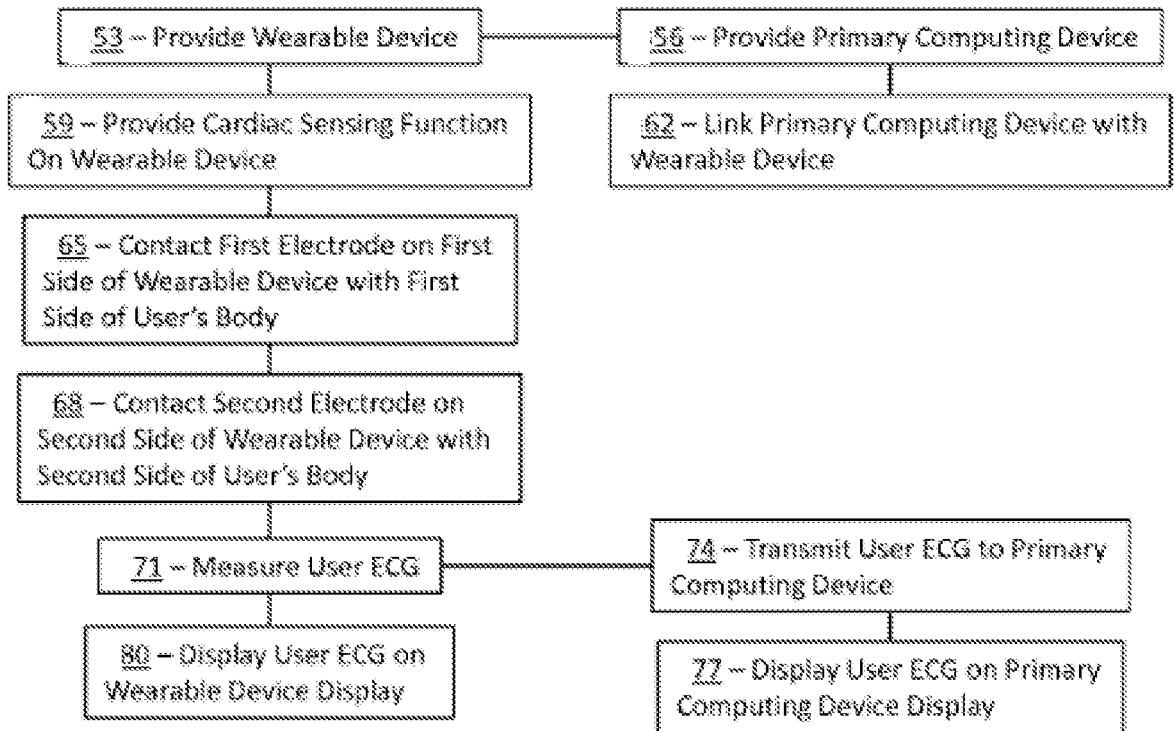 53 – Provide Wearable Device
56 – Provide Primary Computing Device
59 – Provide Cardiac Sensing Function
On Wearable Device
62 – Link Primary Computing Device with
Wearable Device
65 – Contact First Electrode on First
Side of Wearable Device with First
Side of User's Body
68 – Contact Second Electrode on
Second Side of Wearable Device with
Second Side of User's Body
71 – Measure User ECG
74 – Transmit User ECG to Primary
Computing Device
80 – Display User ECG on
Wearable Device Display
77 – Display User ECG on Primary
Computing Device Display